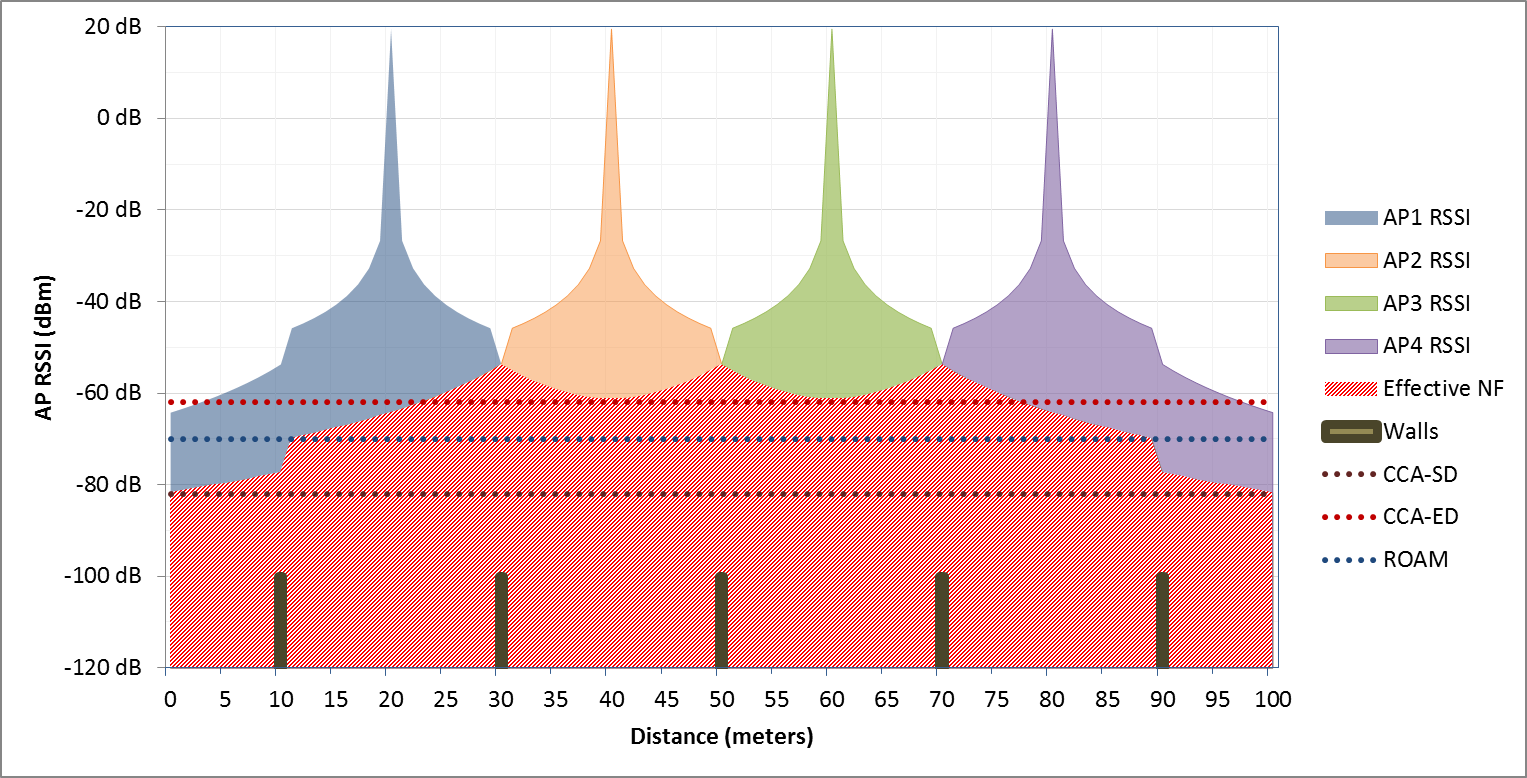 20 dB
0 dB
-20 dB
-40 dB
-60 dB
-80 dB
-100 dB
-120 dB
AP RSSI (dBm)
0 5 10 15 20 25 30 35 40 45 50 55 60 65 70 75 80 85 90 95 100
Distance (meters)
AP1 RSSI
AP2 RSSI
AP3 RSSI
AP4 RSSI
Effective NF
Walls
CCA-SD
CCA-ED
ROAM